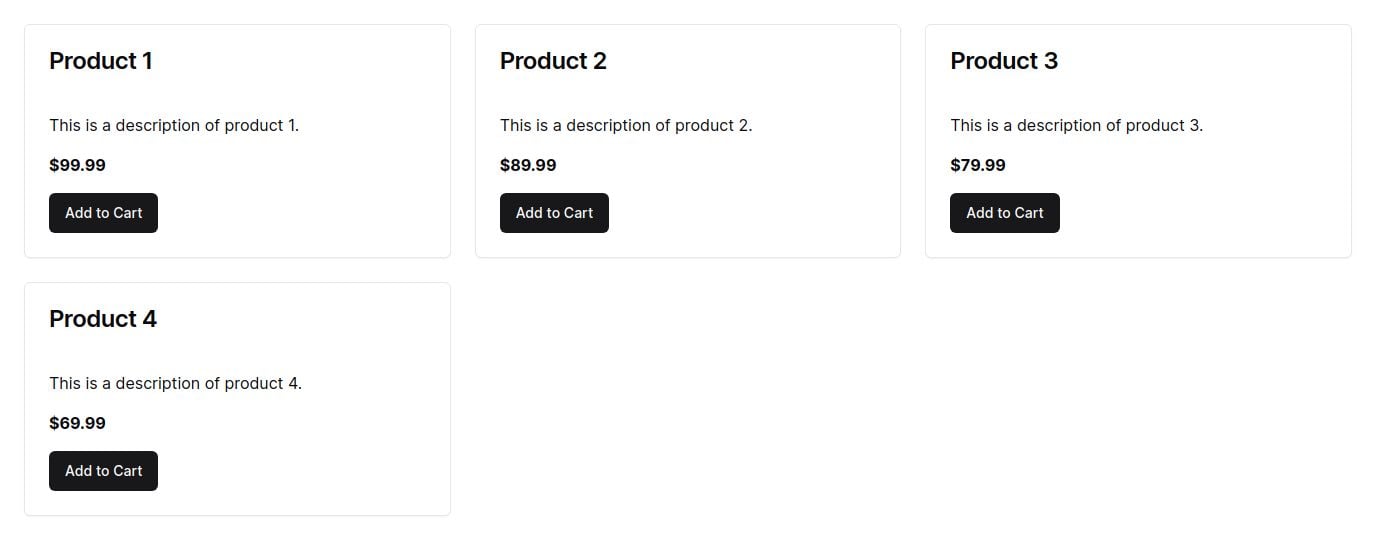 Product 1
This is a description of product 1.
$99.99
Add to Cart
Product 2
This is a description of product 2.
$89.99
Add to Cart
Product 3
This is a description of product 3.
$79.99
Add to Cart
Product 4
This is a description of product 4.
$69.99
Add to Cart